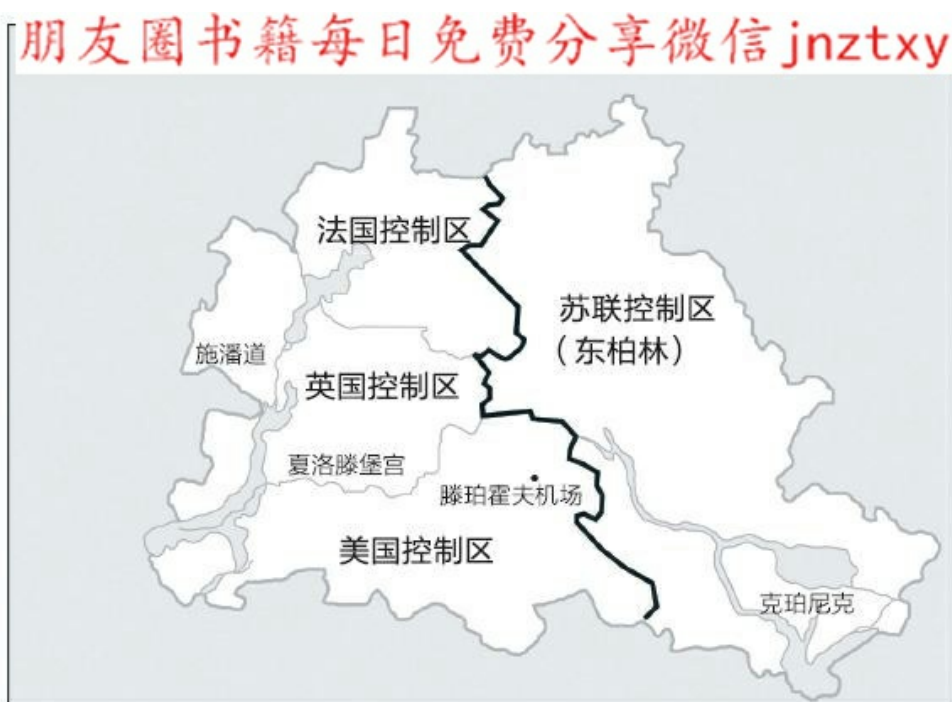 朋友圈书籍每日免费分享微信jnztxy
法国控制区
苏联控制区
（东柏林）
施潘道
英国控制区
夏洛滕堡宫
滕珀霍夫机场
美国控制区
克珀尼克